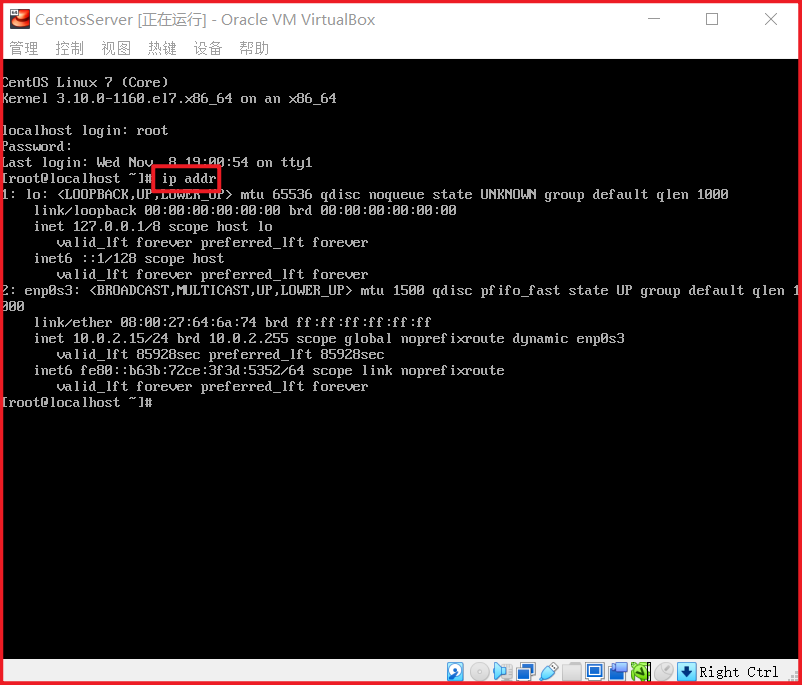 CentosServer [正在运行] - Oracle VM VirtualBox
管理 控制 视图 热键 设备 帮助
CentOS Linux 7 (Core)
Kernel 3.10.0-1160.el7.x86_64 on an x86_64
localhost login: root
Password:
Last login: Wed Nov  8 19:00:54 on tty1
[root@localhost ~]# ip addr
1: lo: <LOOPBACK,UP,LOWER_UP> mtu 65536 qdisc noqueue state UNKNOWN group default qlen 1000
    link/loopback 00:00:00:00:00:00 brd 00:00:00:00:00:00
    inet 127.0.0.1/8 scope host lo
       valid_lft forever preferred_lft forever
    inet6 ::1/128 scope host
       valid_lft forever preferred_lft forever
2: enp0s3: <BROADCAST,MULTICAST,UP,LOWER_UP> mtu 1500 qdisc pfifo_fast state UP group default qlen 1
000
    link/ether 08:00:27:64:6a:74 brd ff:ff:ff:ff:ff:ff
    inet 10.0.2.15/24 brd 10.0.2.255 scope global noprefixroute dynamic enp0s3
       valid_lft 85928sec preferred_lft 85928sec
    inet6 fe80::b63b:72ce:3f3d:5352/64 scope link noprefixroute
       valid_lft forever preferred_lft forever
[root@localhost ~]#
Right Ctrl